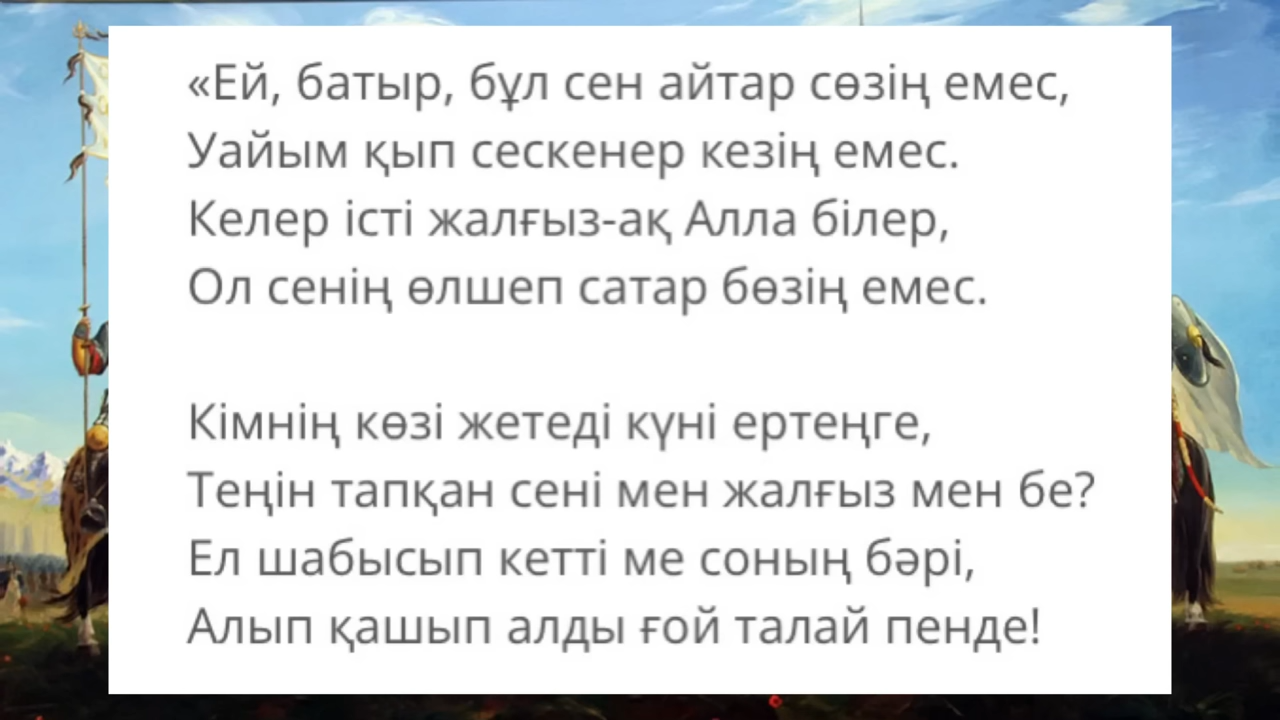 «Ей, батыр, бұл сен айтар сөзің емес,
Уайым қып сескенер кезің емес.
Келер істі жалғыз-ақ Алла білер,
Ол сенің өлшеп сатар бөзің емес.
Кімнің көзі жетеді күні ертеңге,
Теңін тапқан сені мен жалғыз мен бе?
Ел шабысып кетті ме соның бәрі,
Алып қашып алды ғой талай пенде!